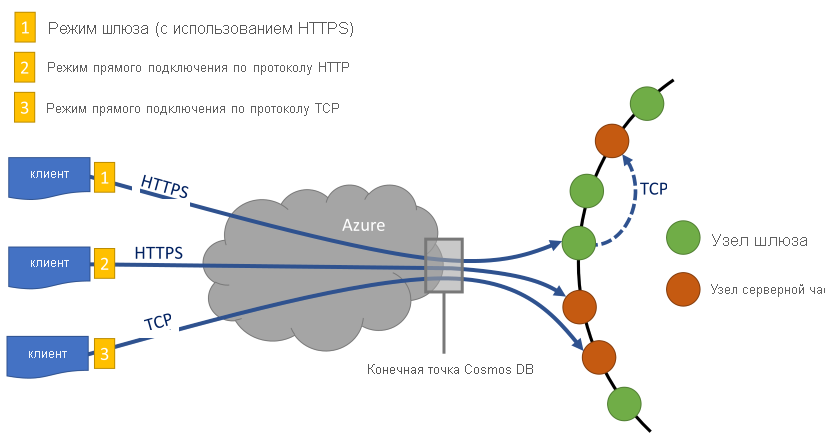 1 Режим шлюза (с использованием HTTPS)
2 Режим прямого подключения по протоколу HTTP
3 Режим прямого подключения по протоколу TCP
клиент 1 HTTPS
Azure
TCP
клиент 2 HTTPS
Узел шлюза
Узел серверной час
клиент 3 TCP
Конечная точка Cosmos DB